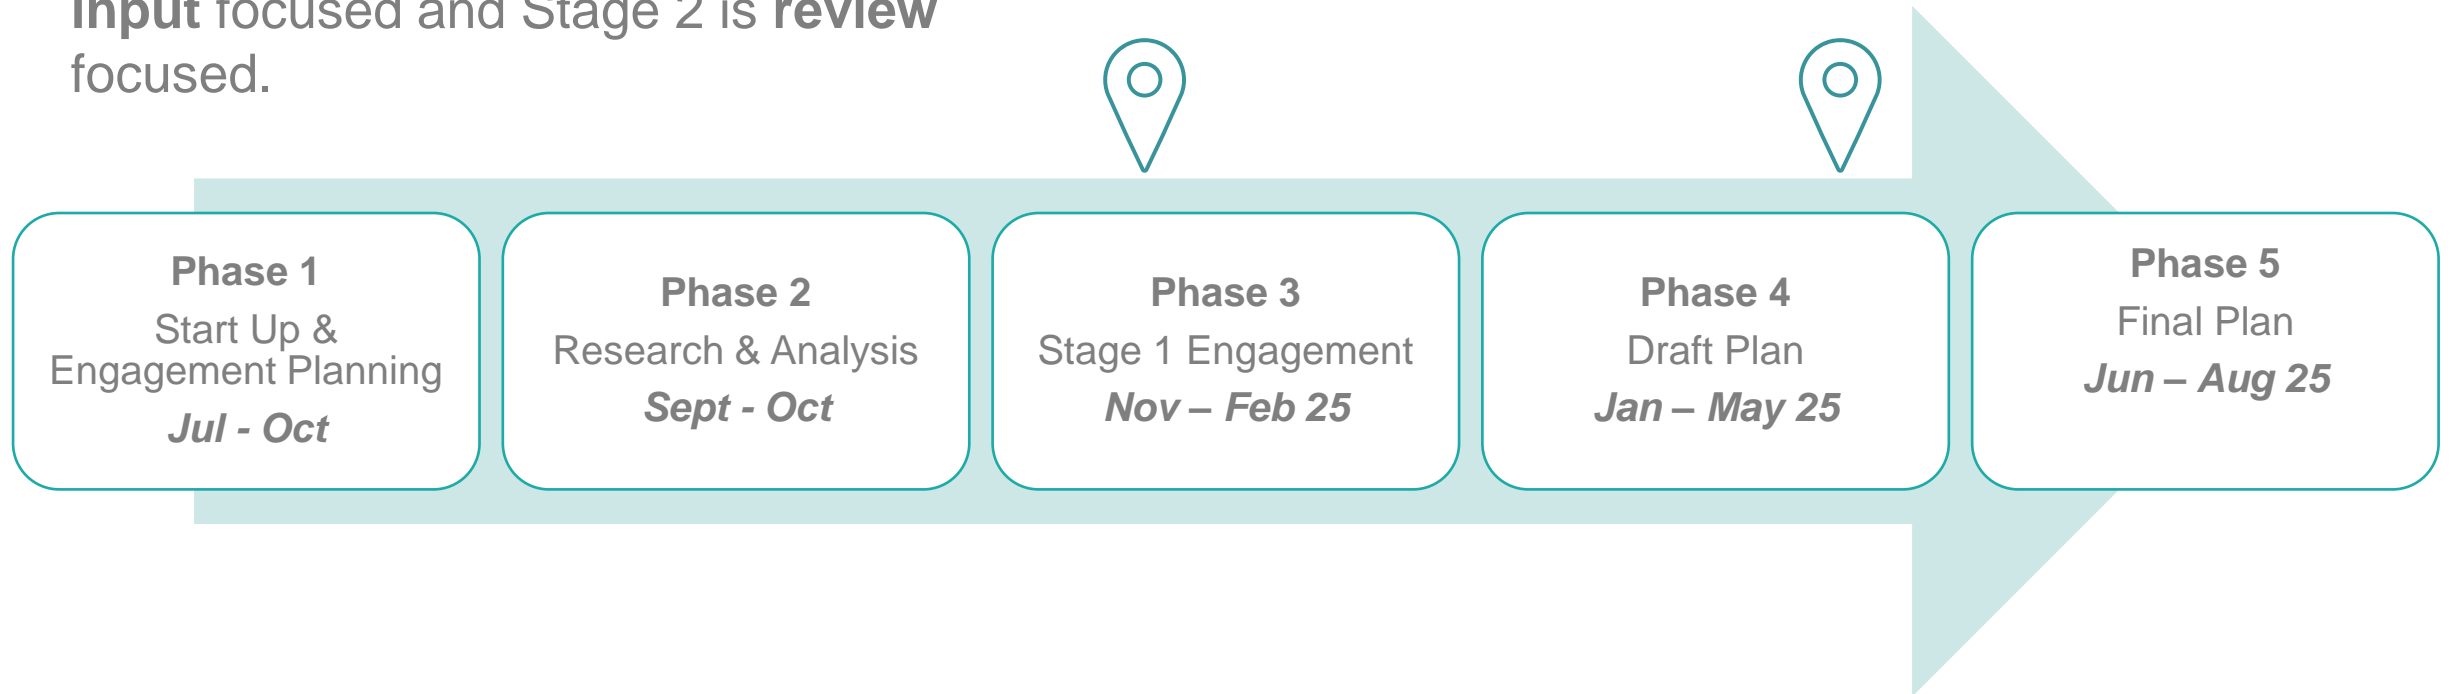 input focused and Stage 2 is review
focused.
Phase 1
Start Up &
Engagement Planning
Jul - Oct
Phase 2
Research & Analysis
Sept - Oct
Phase 3
Stage 1 Engagement
Nov – Feb 25
Phase 4
Draft Plan
Jan – May 25
Phase 5
Final Plan
Jun – Aug 25